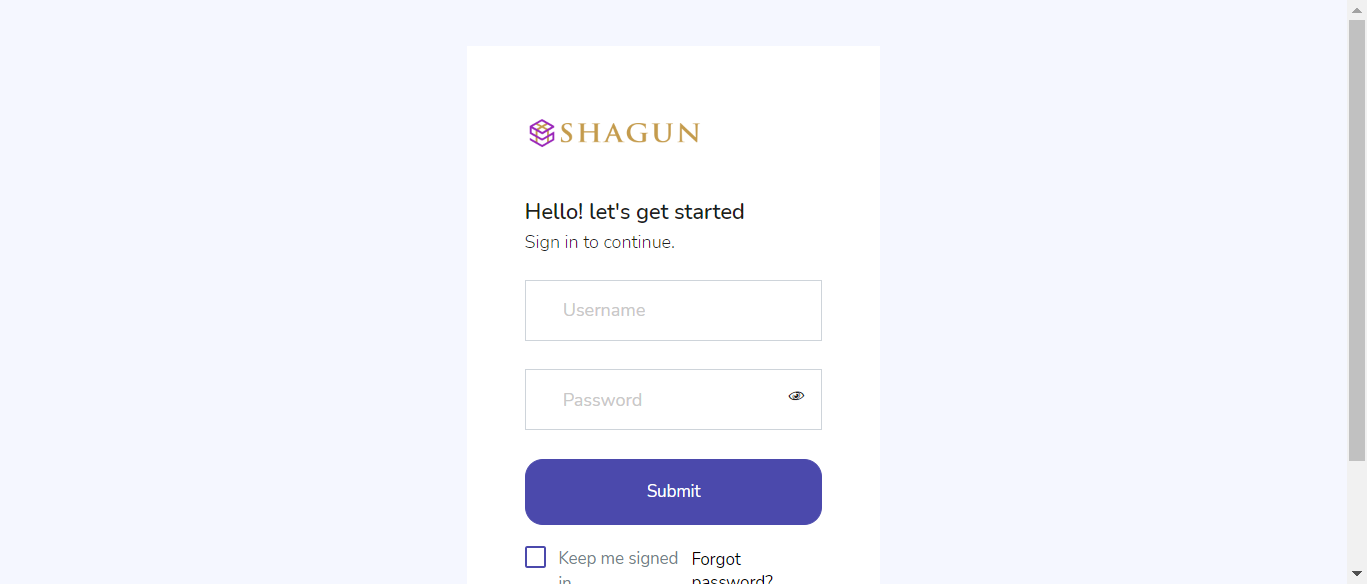 SHAGUN
Hello! let's get started
Sign in to continue.
Username
Password
Submit
Keep me signed
in
Forgot
password?